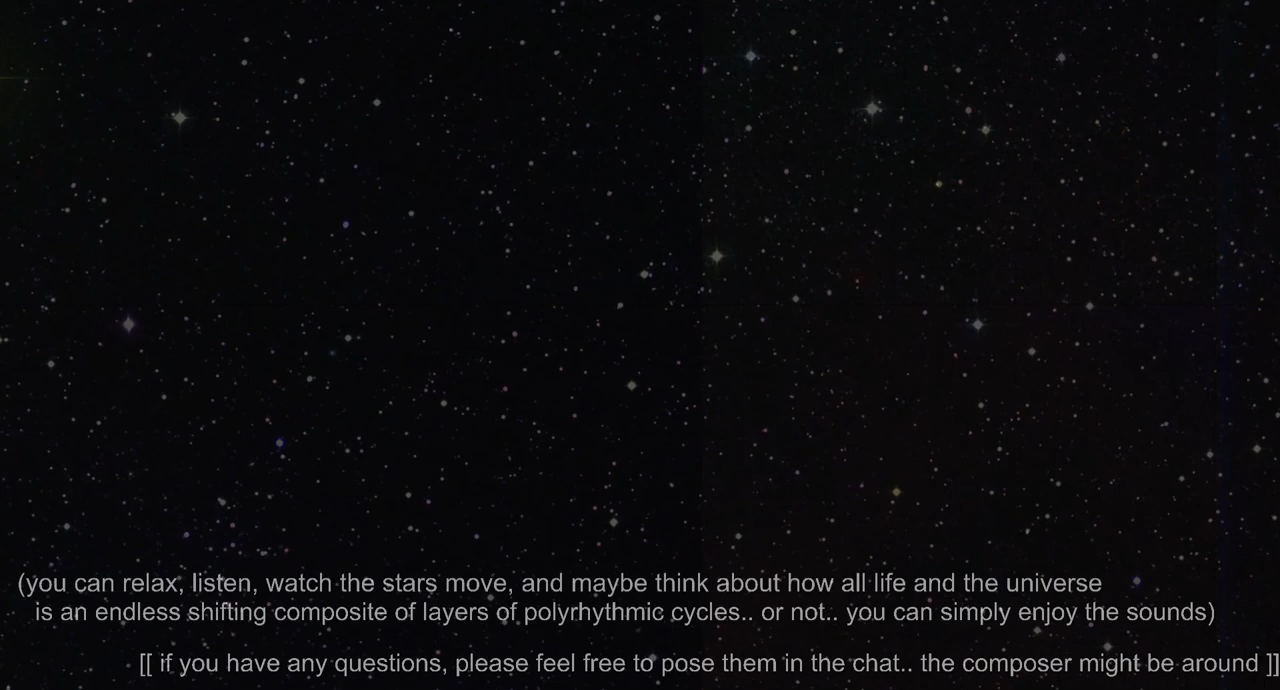 (you can relax, listen, watch the stars move, and maybe think about how all life and the universe
is an endless shifting composite of layers of polyrhythmic cycles.. or not.. you can simply enjoy the sounds)
[[ if you have any questions, please feel free to pose them in the chat.. the composer might be around ]]